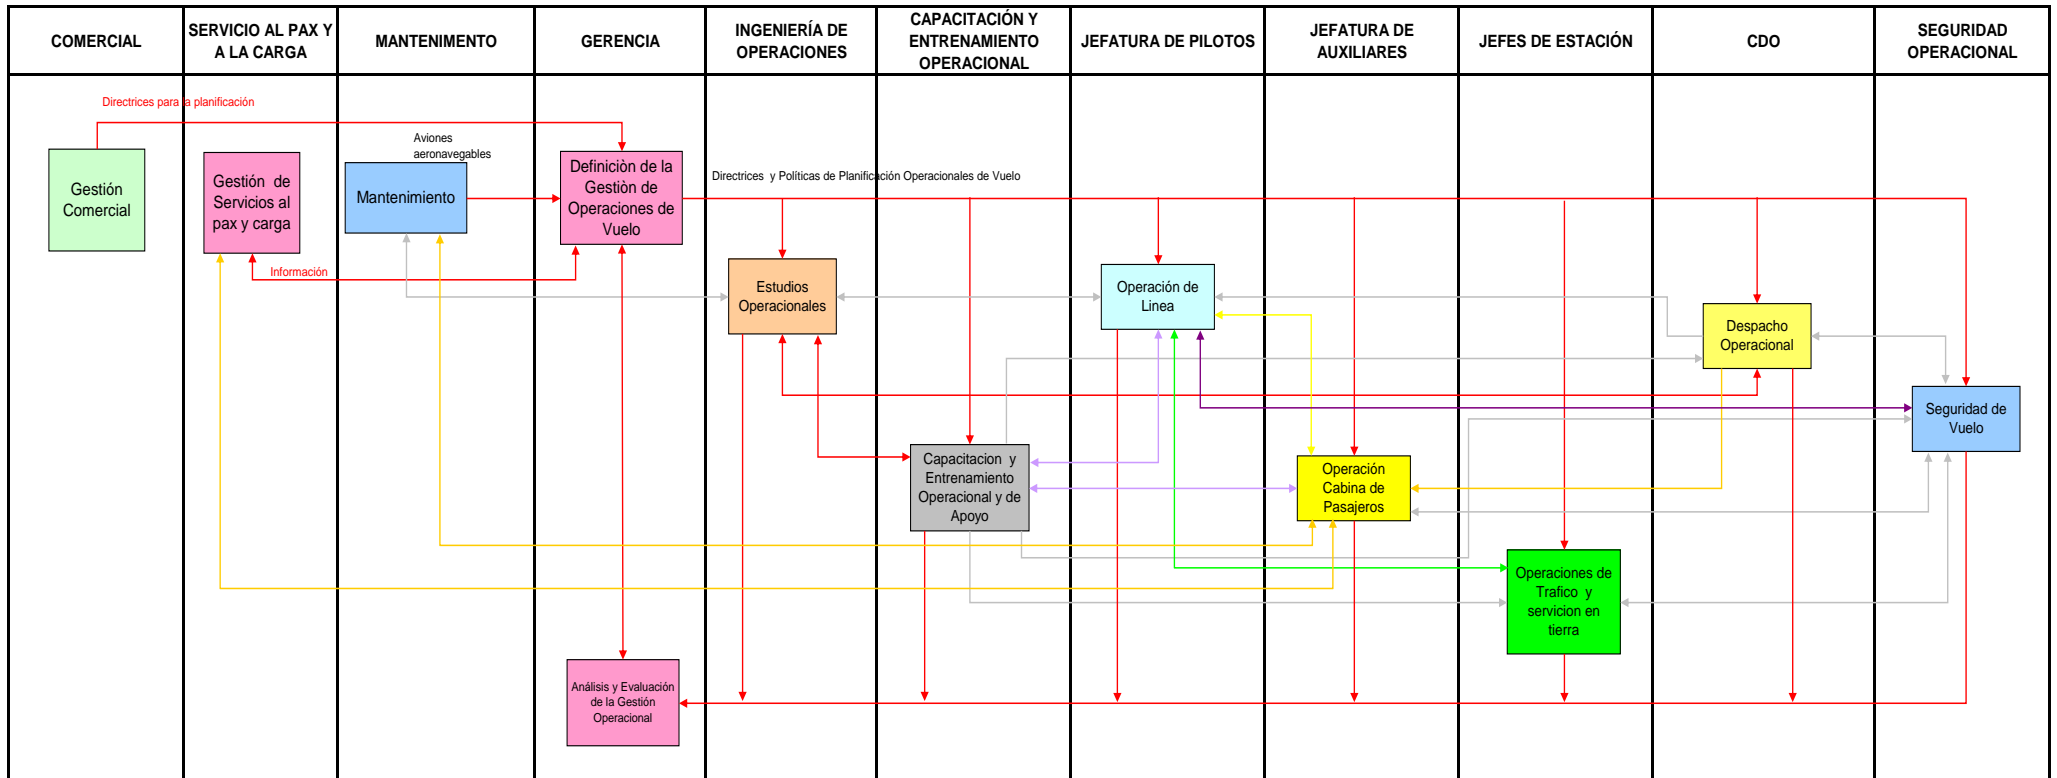 COMERCIAL
SERVICIO AL PAX Y
A LA CARGA
MANTENIMENTO
GERENCIA
INGENIERÍA DE
OPERACIONES
CAPACITACIÓN Y
ENTRENAMIENTO
OPERACIONAL
JEFATURA DE PILOTOS
JEFATURA DE
AUXILIARES
JEFES DE ESTACIÓN
CDO
SEGURIDAD
OPERACIONAL
Directrices para la planificación
Gestión
Comercial
Gestión de
Servicios al
pax y carga
Aviones
aeronavegables
Mantenimiento
Definiciòn de la
Gestiòn de
Operaciones de
Vuelo
Directrices y Políticas de Planificación Operacionales de Vuelo
Información
Estudios
Operacionales
Operación de
Linea
Despacho
Operacional
Seguridad de
Vuelo
Capacitacion y
Entrenamiento
Operacional y de
Apoyo
Operación
Cabina de
Pasajeros
Operaciones de
Trafico y
servicion en
tierra
Análisis y Evaluación
de la Gestión
Operacional